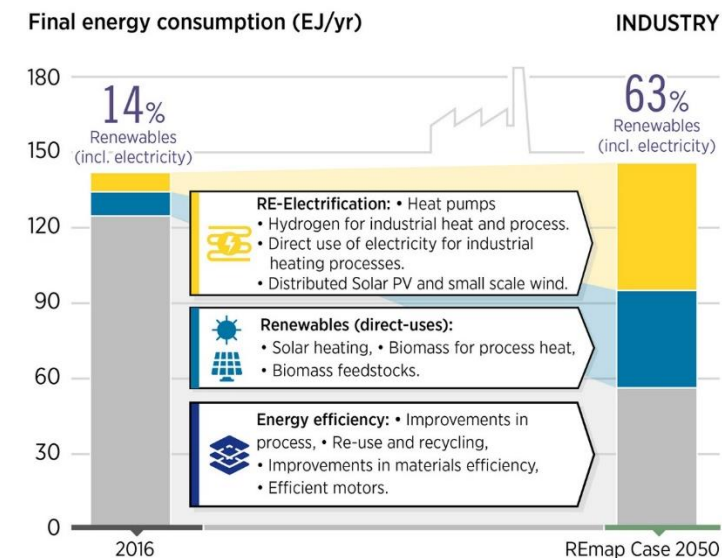 Final energy consumption (EJ/yr)
INDUSTRY
180
150
120
90
60
30
0
14%
Renewables
(incl. electricity)
63%
Renewables
(incl. electricity)
RE-Electrification: • Heat pumps
• Hydrogen for industrial heat and process.
• Direct use of electricity for industrial
heating processes.
• Distributed Solar PV and small scale wind.
Renewables (direct-uses):
• Solar heating, • Biomass for process heat,
• Biomass feedstocks.
Energy efficiency: • Improvements in
process, • Re-use and recycling,
• Improvements in materials efficiency,
• Efficient motors.
2016
REmap Case 2050